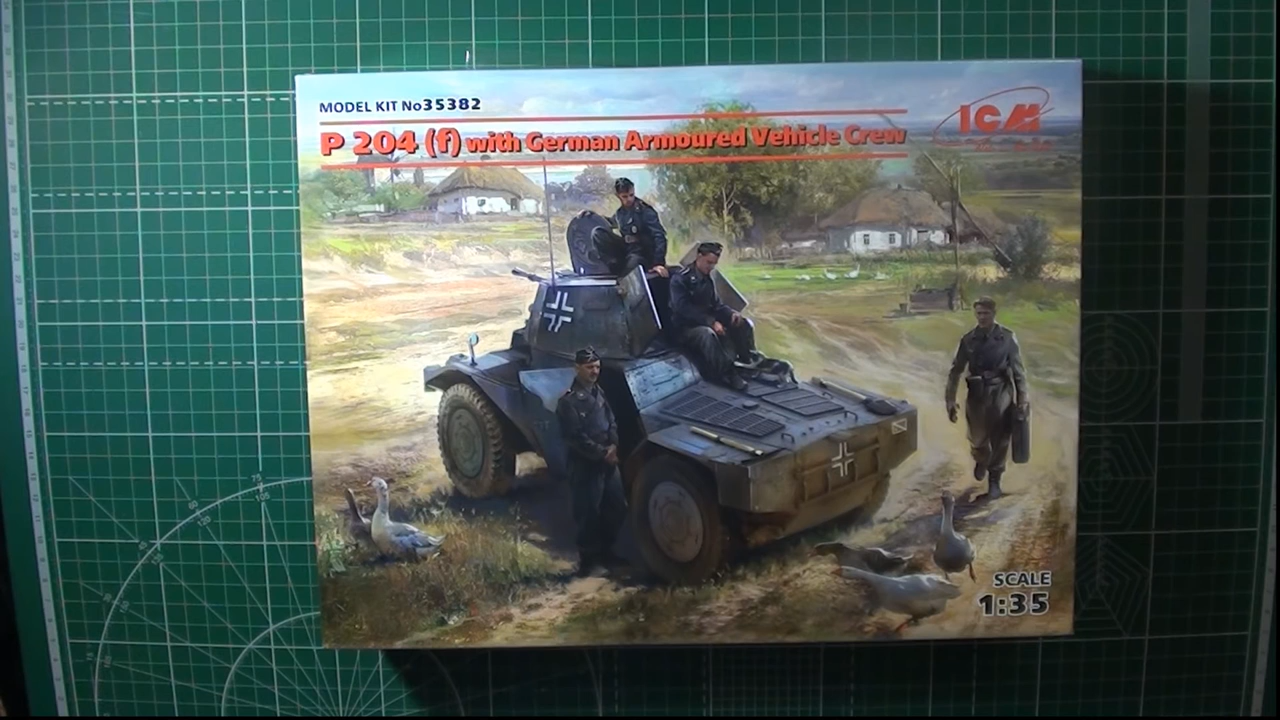 MODEL KIT No35382
P 204 (f) with German Armoured Vehicle Crew
ICM
SCALE
1:35